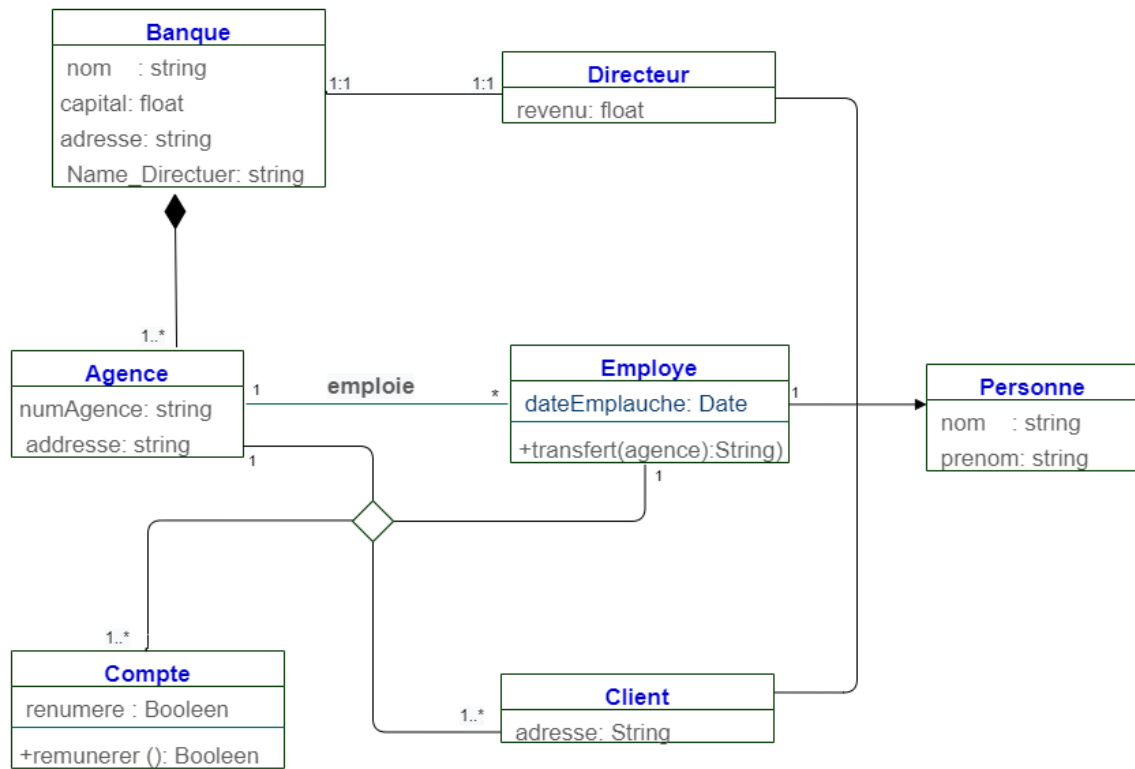 Banque
nom : string
capital: float
adresse: string
Name_Directuer: string
1:1
1:1
Directeur
revenu: float
1..*
Agence
numAgence: string
addresse: string
1
emploie
*
1
Employe
dateEmplauche: Date
+transfert(agence):String)
1
1
Personne
nom : string
prenom: string
1..*
Compte
renumere : Booleen
+remunerer (): Booleen
1..*
Client
adresse: String